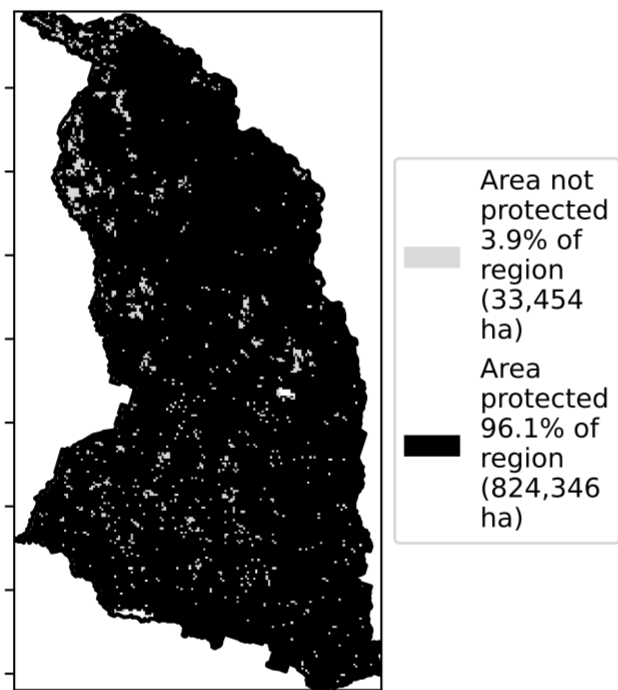 Area not
protected
3.9% of
region
(33,454
ha)
Area
protected
96.1% of
region
(824,346
ha)